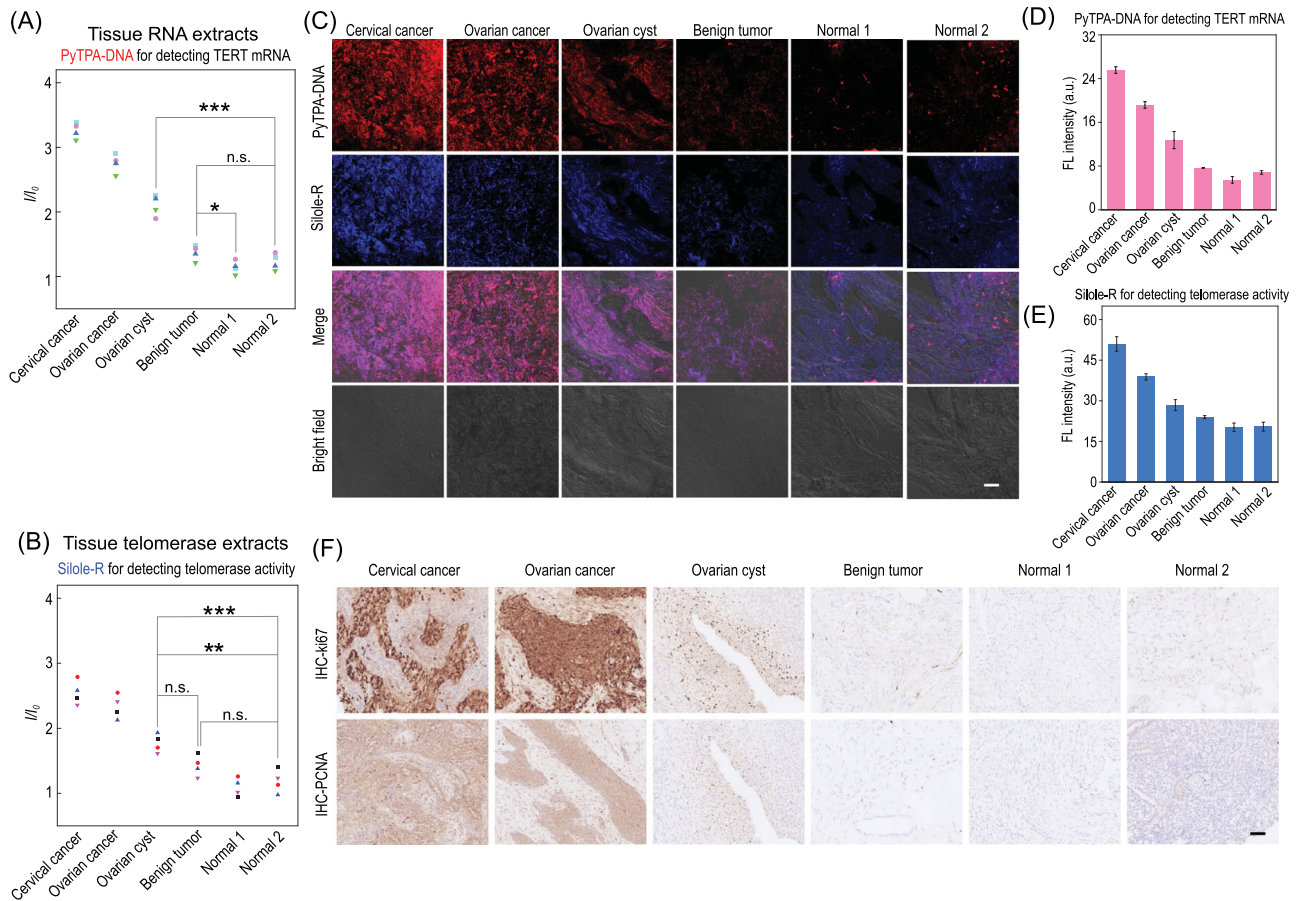 (A)
Tissue RNA extracts
PyTPA-DNA for detecting TERT mRNA
4
3
2
1
I/I0
***
n.s.
*
Cervical cancer
Ovarian cancer
Ovarian cyst
Benign tumor
Normal 1
Normal 2
(B)
Tissue telomerase extracts
Silole-R for detecting telomerase activity
4
3
2
1
I/I0
***
**
n.s.
n.s.
Cervical cancer
Ovarian cancer
Ovarian cyst
Benign tumor
Normal 1
Normal 2
(C)
Cervical cancer
Ovarian cancer
Ovarian cyst
Benign tumor
Normal 1
Normal 2
PyTPA-DNA
Silole-R
Merge
Bright field
(D)
PyTPA-DNA for detecting TERT mRNA
32
24
16
8
0
FL intensity (a.u.)
Cervical cancer
Ovarian cancer
Ovarian cyst
Benign tumor
Normal 1
Normal 2
(E)
Silole-R for detecting telomerase activity
60
45
30
15
0
FL intensity (a.u.)
Cervical cancer
Ovarian cancer
Ovarian cyst
Benign tumor
Normal 1
Normal 2
(F)
Cervical cancer
Ovarian cancer
Ovarian cyst
Benign tumor
Normal 1
Normal 2
IHC-ki67
IHC-PCNA